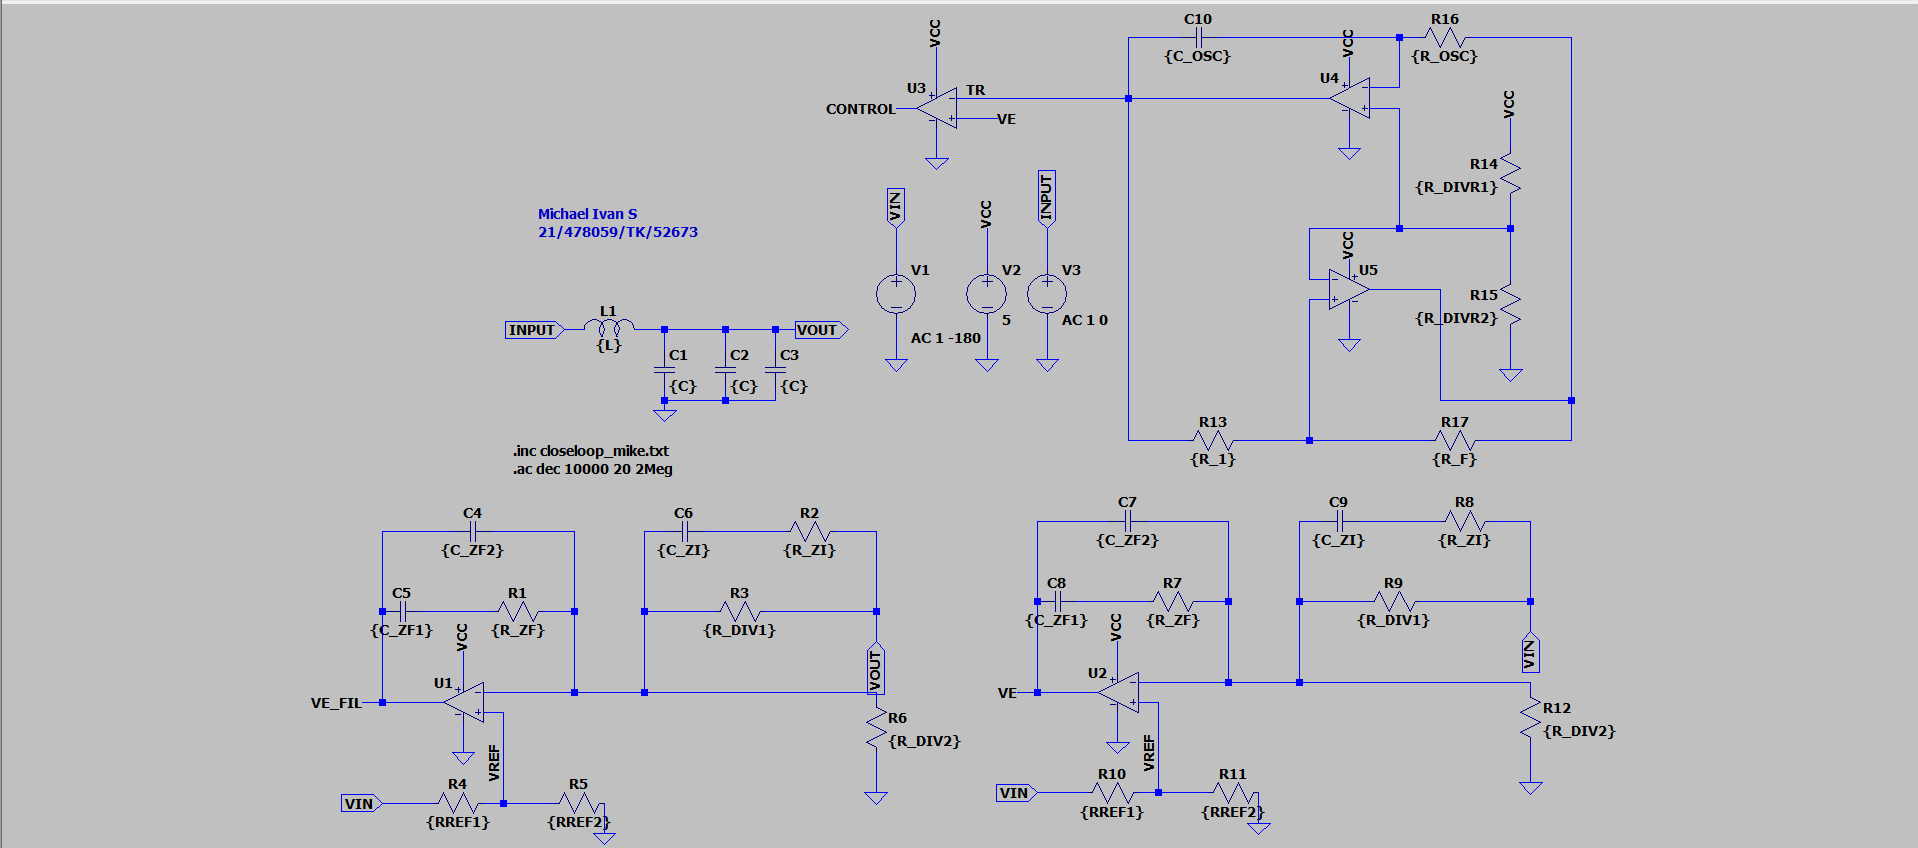 C10
{C_OSC}
R16
{R_OSC}
VCC
VCC
U3
TR
CONTROL
VE
U4
VCC
R14
{R_DIVR1}
Michael Ivan S
21/478059/TK/52673
VIN
V1
AC 1 -180
VCC
V2
5
INPUT
V3
AC 1 0
VCC
U5
R15
{R_DIVR2}
INPUT
L1
{L}
C1
{C}
C2
{C}
C3
{C}
VOUT
R13
{R_1}
R17
{R_F}
.inc closeloop_mike.txt
.ac dec 10000 20 2Meg
C4
{C_ZF2}
C5
{C_ZF1}
R1
{R_ZF}
C6
{C_ZI}
R2
{R_ZI}
R3
{R_DIV1}
VOUT
VCC
U1
VE_FIL
R6
{R_DIV2}
VREF
VIN
R4
{RREF1}
R5
{RREF2}
C7
{C_ZF2}
C8
{C_ZF1}
R7
{R_ZF}
C9
{C_ZI}
R8
{R_ZI}
R9
{R_DIV1}
VIN
VCC
U2
VE
R12
{R_DIV2}
VREF
VIN
R10
{RREF1}
R11
{RREF2}